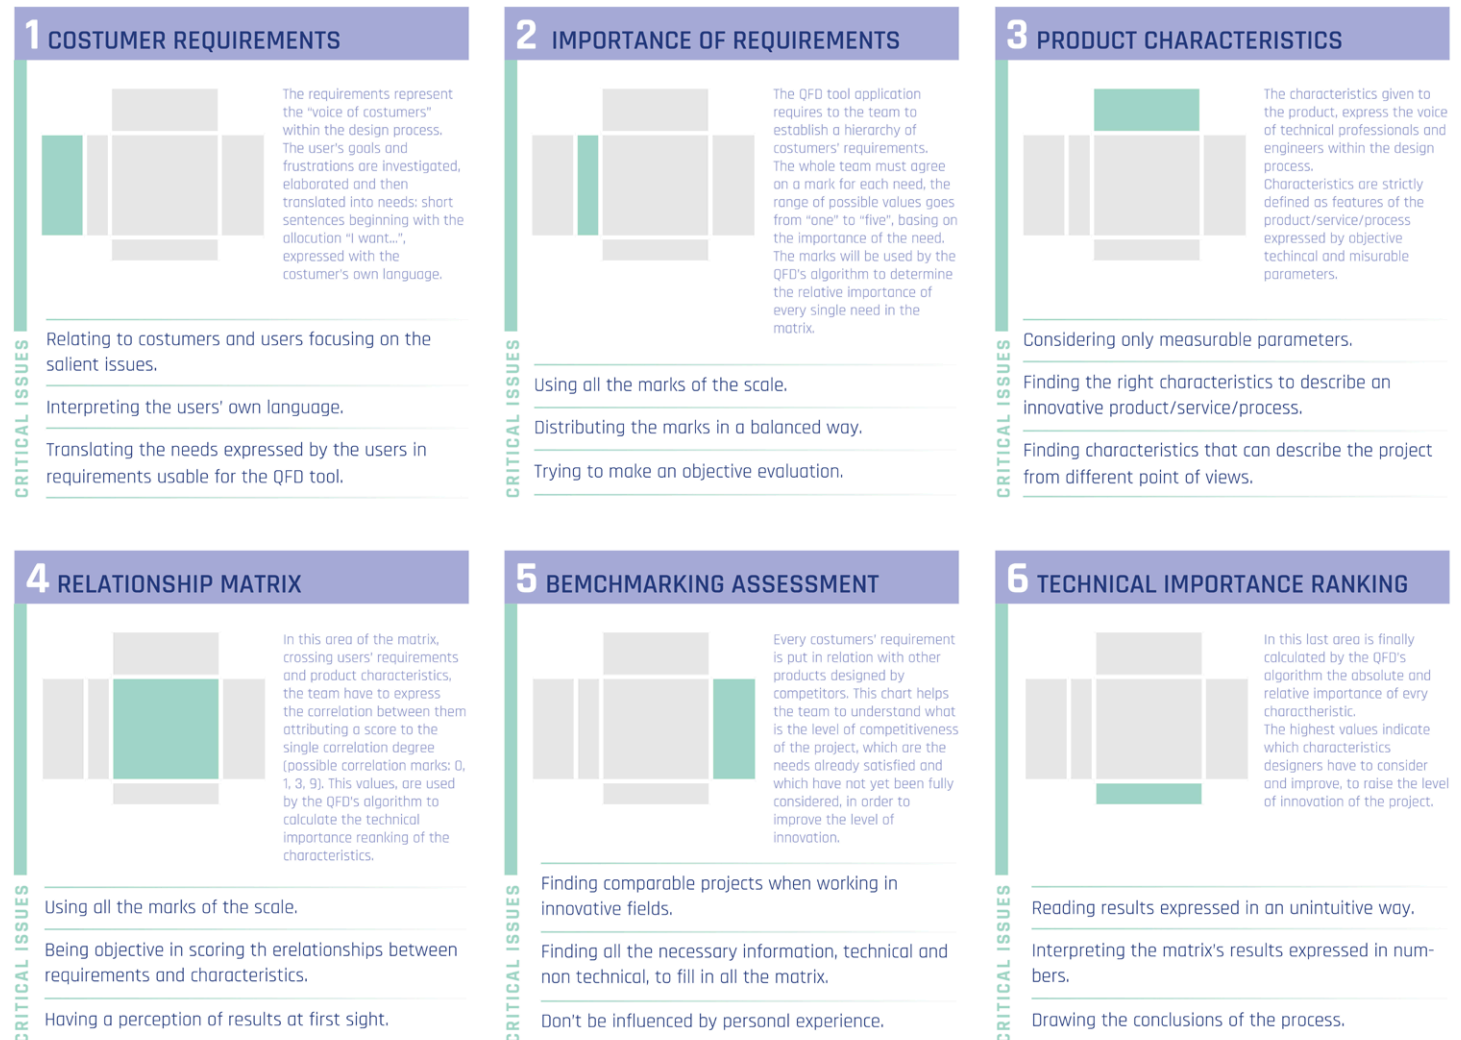 1 COSTUMER REQUIREMENTS
The requirements represent
the “voice of costumers”
within the design process.
The user's goals and
frustrations are investigated,
elaborated and then
translated into needs: short
sentences beginning with the
allocution “I want...”,
expressed with the
costumer's own language.
CRITICAL ISSUES
Relating to costumers and users focusing on the
salient issues.
Interpreting the users’ own language.
Translating the needs expressed by the users in
requirements usable for the QFD tool.
2 IMPORTANCE OF REQUIREMENTS
The QFD tool application
requires to the team to
establish a hierarchy of
costumers’ requirements.
The whole team must agree
on a mark for each need, the
range of possible values goes
from “one” to “five”, basing on
the importance of the need.
The marks will be used by the
QFD's algorithm to determine
the relative importance of
every single need in the
matrix.
CRITICAL ISSUES
Using all the marks of the scale.
Distributing the marks in a balanced way.
Trying to make an objective evaluation.
3 PRODUCT CHARACTERISTICS
The characteristics given to
the product, express the voice
of technical professionals and
engineers within the design
process.
Characteristics are strictly
defined as features of the
product/service/process
expressed by objective
techincal and misurable
parameters.
CRITICAL ISSUES
Considering only measurable parameters.
Finding the right characteristics to describe an
innovative product/service/process.
Finding characteristics that can describe the project
from different point of views.
4 RELATIONSHIP MATRIX
In this area of the matrix,
crossing users’ requirements
and product characteristics,
the team have to express
the correlation between them
attributing a score to the
single correlation degree
(possible correlation marks: 0,
1, 3, 9). This values, are used
by the QFD's algorithm to
calculate the technical
importance reanking of the
characteristics.
CRITICAL ISSUES
Using all the marks of the scale.
Being objective in scoring th erelationships between
requirements and characteristics.
Having a perception of results at first sight.
5 BEMCHMARKING ASSESSMENT
Every costumers’ requirement
is put in relation with other
products designed by
competitors. This chart helps
the team to understand what
is the level of competitiveness
of the project, which are the
needs already satisfied and
which have not yet been fully
considered, in order to
improve the level of
innovation.
CRITICAL ISSUES
Finding comparable projects when working in
innovative fields.
Finding all the necessary information, technical and
non technical, to fill in all the matrix.
Don’t be influenced by personal experience.
6 TECHNICAL IMPORTANCE RANKING
In this last area is finally
calculated by the QFD's
algorithm the absolute and
relative importance of evry
charactheristic.
The highest values indicate
which characteristics
designers have to consider
and improve, to raise the level
of innovation of the project.
CRITICAL ISSUES
Reading results expressed in an unintuitive way.
Interpreting the matrix's results expressed in num-
bers.
Drawing the conclusions of the process.